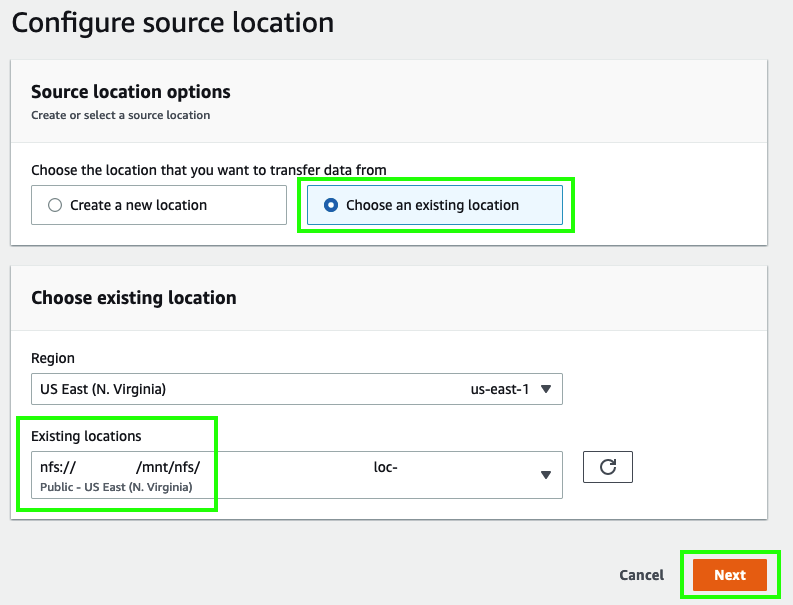 Configure source location
Source location options
Create or select a source location
Choose the location that you want to transfer data from
Create a new location
Choose an existing location
Choose existing location
Region
US East (N. Virginia) us-east-1
Existing locations
nfs:// /mnt/nfs/ loc-
Public - US East (N. Virginia)
Cancel Next